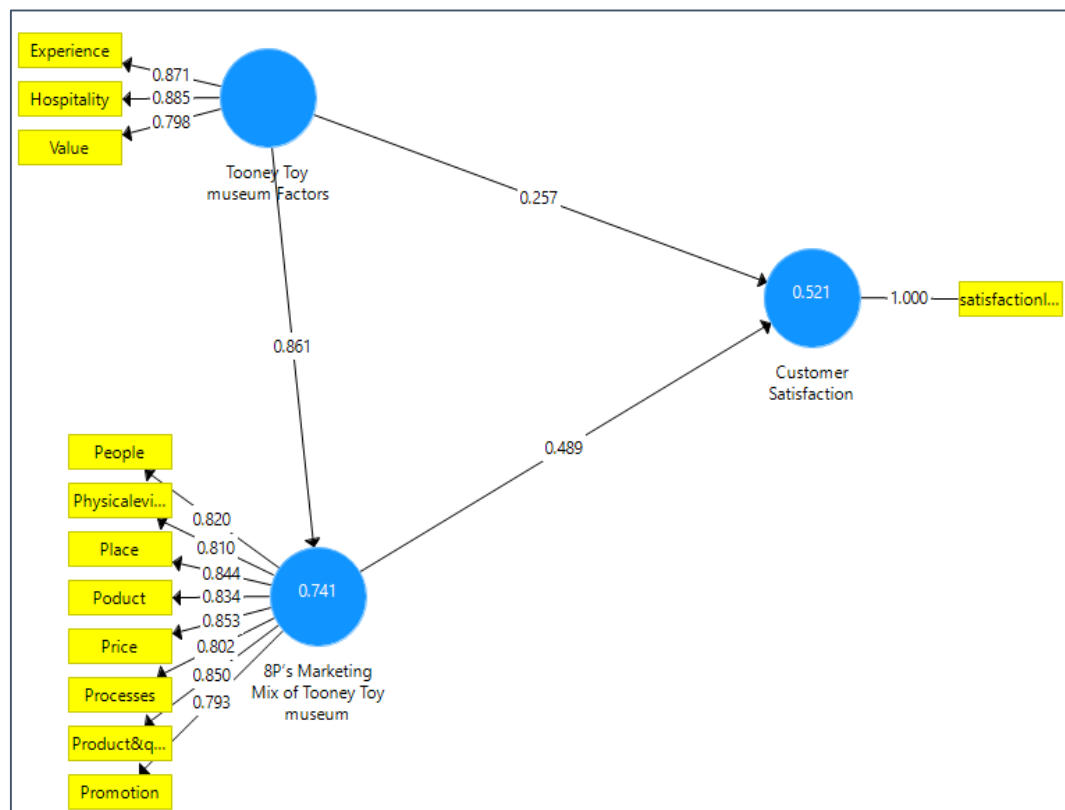 Experience
0.871
Hospitality
0.885
Value
0.798
Tooney Toy
museum Factors
0.257
0.521
1.000
satisfactionl...
Customer
Satisfaction
0.861
0.489
People
0.820
Physicalevi...
0.810
Place
0.844
Poduct
0.834
Price
0.853
Processes
0.802
Product&q...
0.850
Promotion
0.793
0.741
8P's Marketing
Mix of Tooney Toy
museum